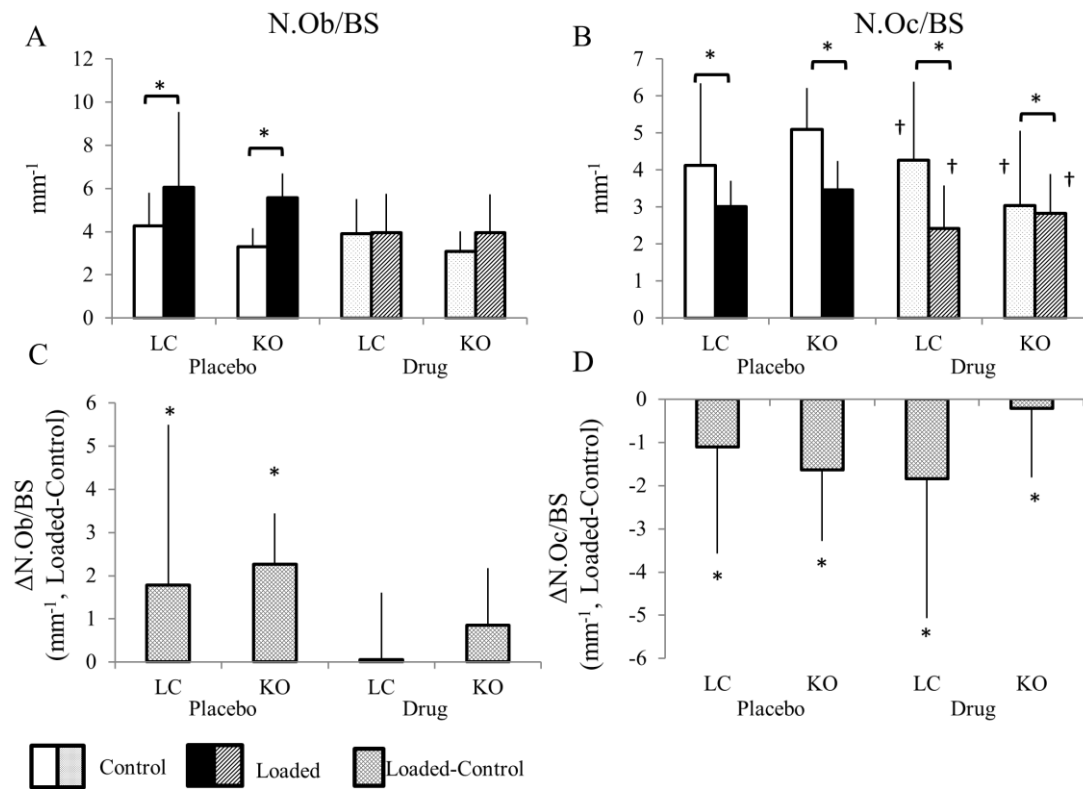 N.Ob/BS
A
12
10
8
6
4
2
0
mm-1
*
*
LC KO LC KO
Placebo Drug
N.Oc/BS
B
7
6
5
4
3
2
1
0
mm-1
* * * *
† † † †
LC KO LC KO
Placebo Drug
C
6
5
4
3
2
1
0
ΔN.Ob/BS
(mm-1, Loaded-Control)
*
*
LC KO LC KO
Placebo Drug
D
0
-1
-2
-3
-4
-5
-6
ΔN.Oc/BS
(mm-1, Loaded-Control)
* * * *
LC KO LC KO
Placebo Drug
Control Loaded Loaded-Control